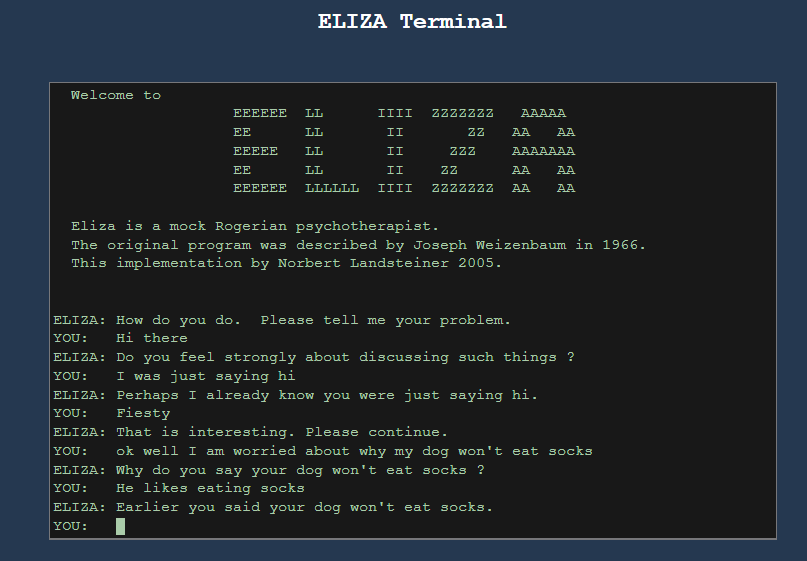 ELIZA Terminal
Welcome to
EEEEEE  LL      IIII  ZZZZZZZ   AAAAA
EE      LL       II       ZZ   AA   AA
EEEEE   LL       II     ZZZ    AAAAAAA
EE      LL       II    ZZ      AA   AA
EEEEEE  LLLLLL  IIII  ZZZZZZZ  AA   AA
Eliza is a mock Rogerian psychotherapist.
The original program was described by Joseph Weizenbaum in 1966.
This implementation by Norbert Landsteiner 2005.
ELIZA: How do you do.  Please tell me your problem.
YOU:   Hi there
ELIZA: Do you feel strongly about discussing such things ?
YOU:   I was just saying hi
ELIZA: Perhaps I already know you were just saying hi.
YOU:   Fiesty
ELIZA: That is interesting. Please continue.
YOU:   ok well I am worried about why my dog won't eat socks
ELIZA: Why do you say your dog won't eat socks ?
YOU:   He likes eating socks
ELIZA: Earlier you said your dog won't eat socks.
YOU: